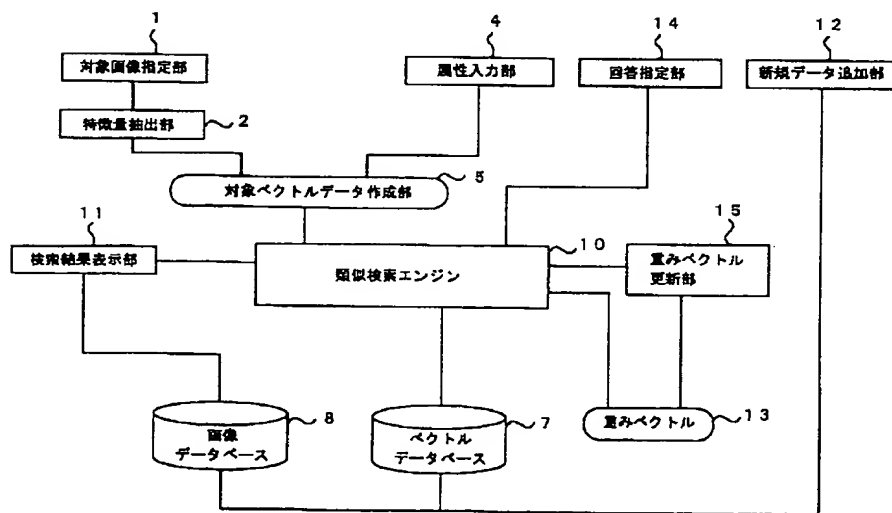 1
4
14
12
対象画像指定部
属性入力部
回答指定部
新規データ追加部
特徴量抽出部
2
対象ベクトルデータ作成部
5
11
10
15
検索結果表示部
類似検索エンジン
重みベクトル
更新部
画像
データベース
8
ベクトル
データベース
7
重みベクトル
13